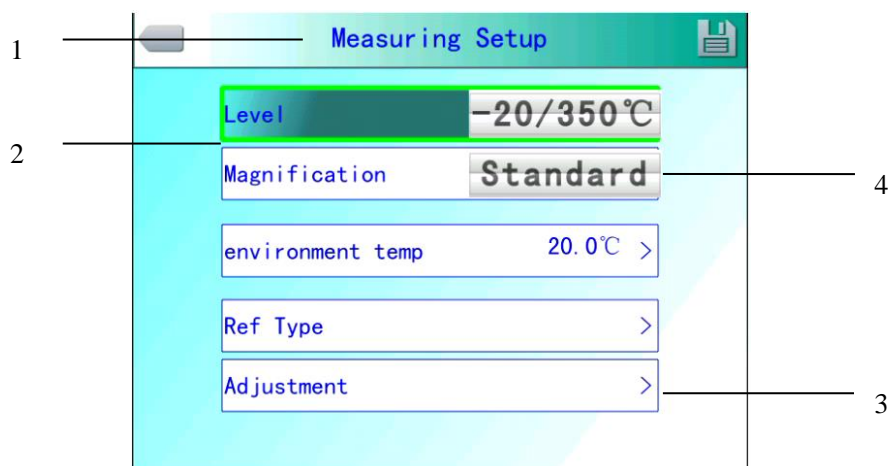 1
Measuring Setup
Level -20/350℃
2
Magnification Standard
4
environment temp 20.0℃ >
Ref Type >
Adjustment >
3